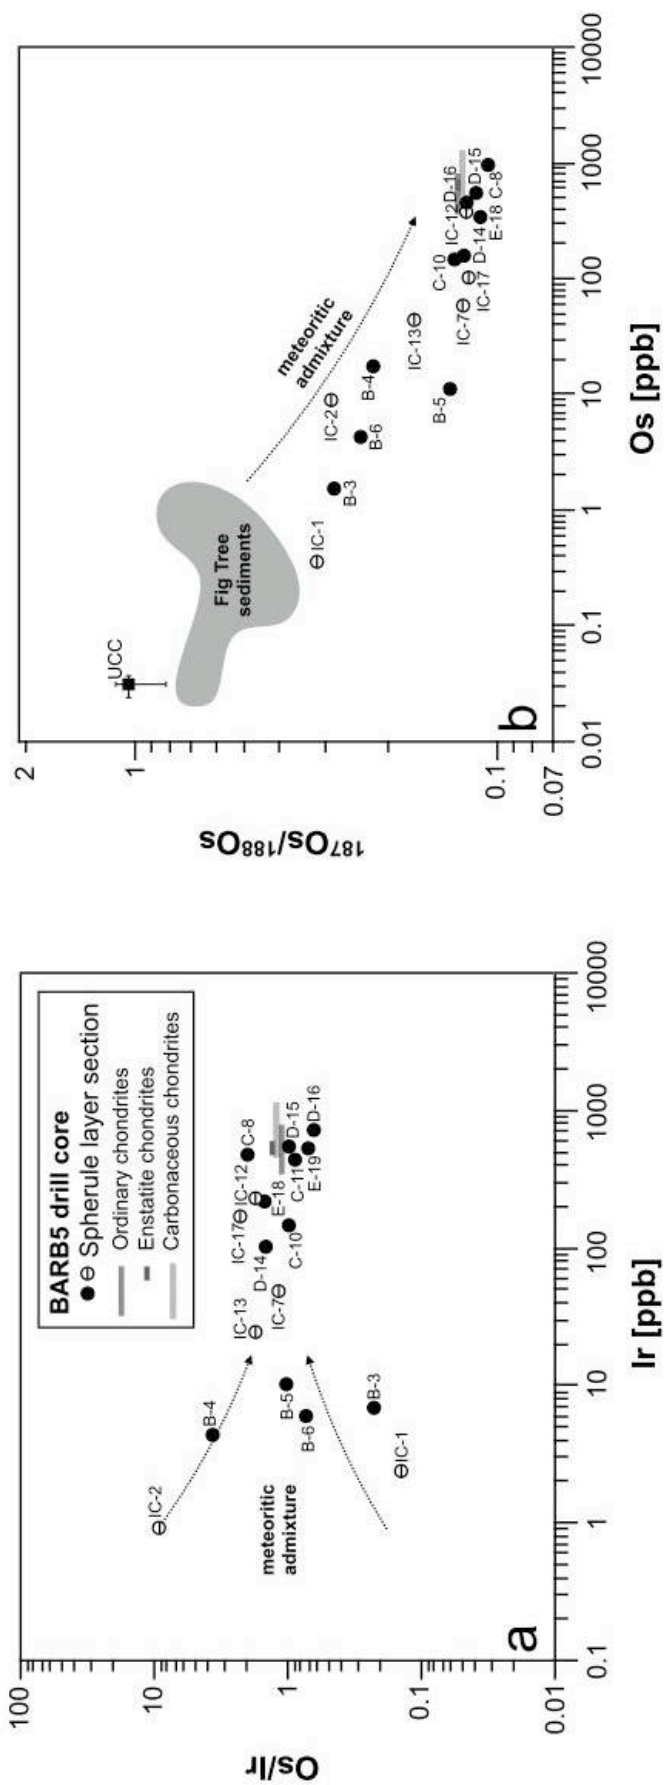 100
10
1
0.1
0.01
Os/Ir
BARB5 drill core
Spherule layer section
Ordinary chondrites
Enstatite chondrites
Carbonaceous chondrites
IC-2
B-4
IC-13
IC-17
IC-12
C-8
D-14
E-18
D-15
C-11
D-16
E-19
C-10
IC-7
B-5
B-6
B-3
IC-1
meteoritic
admixture
a
0.1
1
10
100
1000
10000
Ir [ppb]
2
1
0.1
0.07
187Os/188Os
UCC
Fig Tree
sediments
meteoritic
admixture
IC-1
B-3
IC-2
B-6
B-4
IC-13
B-5
IC-7
C-10
IC-17
D-14
IC-12
D-16
D-15
E-18
C-8
b
0.01
0.1
1
10
100
1000
10000
Os [ppb]